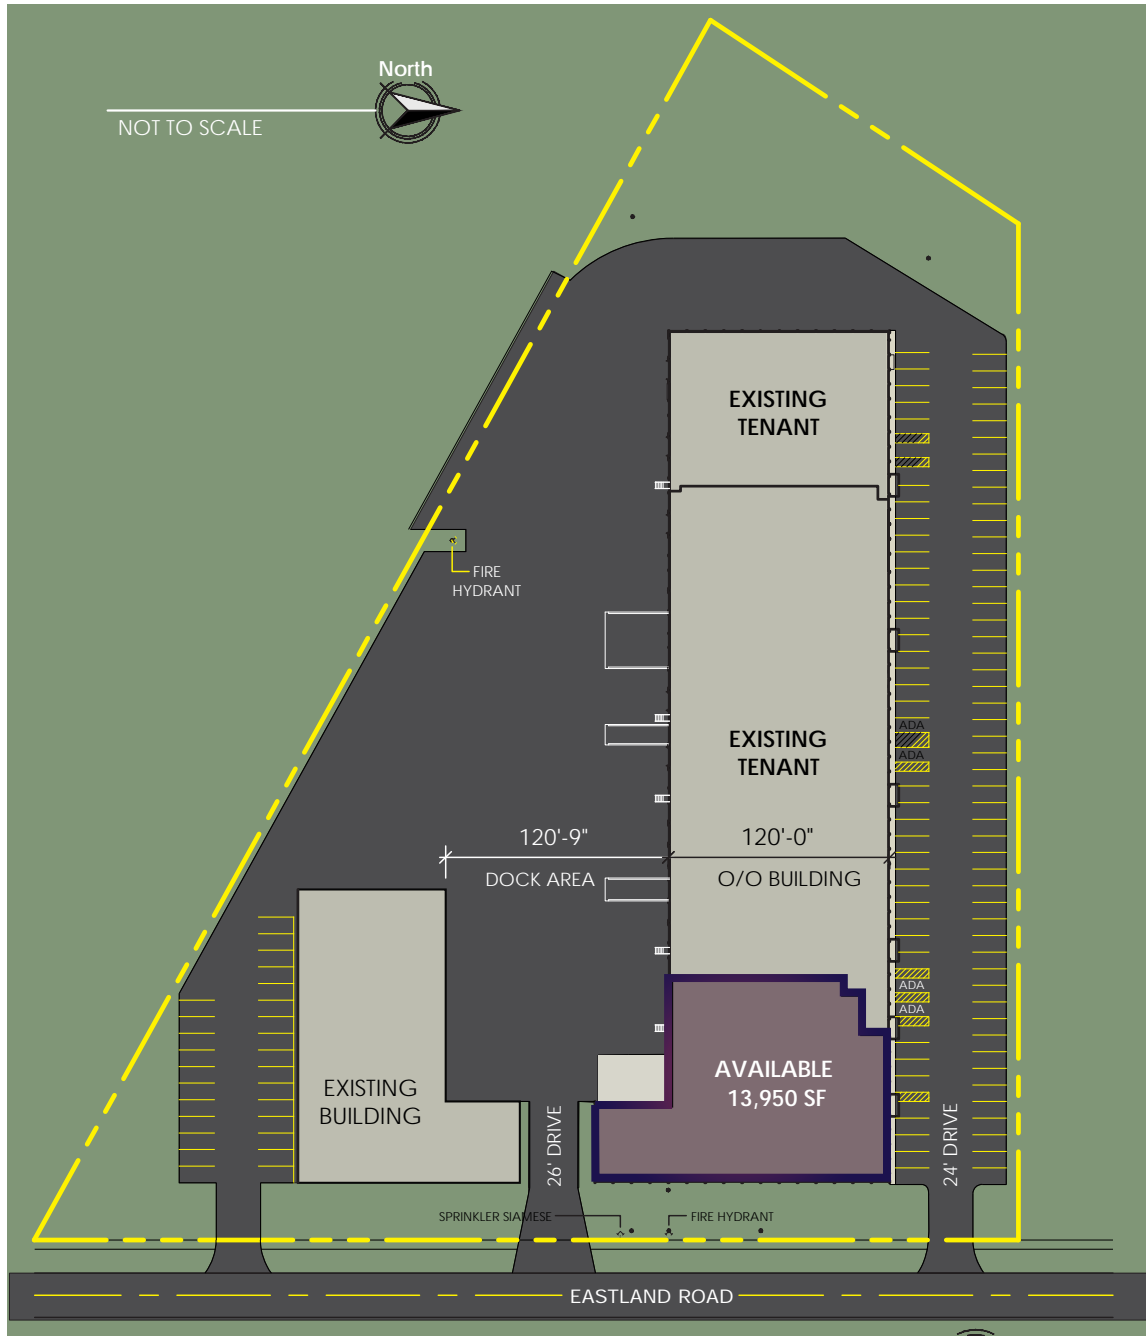 North
NOT TO SCALE
EXISTING
TENANT
FIRE
HYDRANT
ADA
ADA
EXISTING
TENANT
120'-9"
120'-0"
DOCK AREA
O/O BUILDING
ADA
ADA
AVAILABLE
13,950 SF
EXISTING
BUILDING
26' DRIVE
24' DRIVE
SPRINKLER SIAMESE
FIRE HYDRANT
EASTLAND ROAD